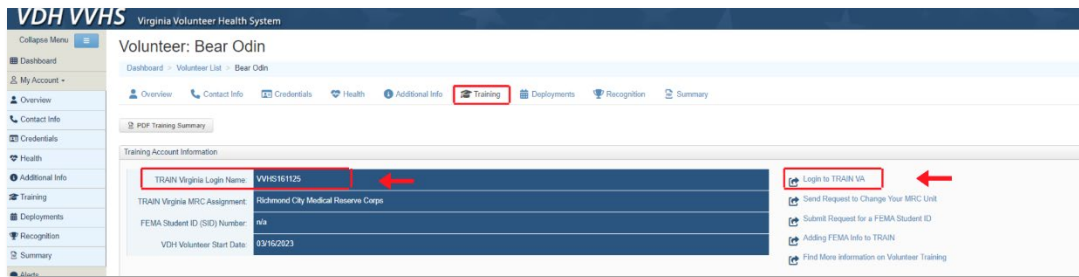 VDH VVHS Virginia Volunteer Health System
Collapse Menu
Dashboard
My Account
Overview
Contact Info
Credentials
Health
Additional Info
Training
Deployments
Recognition
Summary
Alerts
Volunteer: Bear Odin
Dashboard > Volunteer List > Bear Odin
Overview Contact Info Credentials Health Additional Info Training Deployments Recognition Summary
PDF Training Summary
Training Account Information
TRAIN Virginia Login Name: VVHS161125
TRAIN Virginia MRC Assignment: Richmond City Medical Reserve Corps
FEMA Student ID (SID) Number: n/a
VDH Volunteer Start Date: 03/16/2023
Login to TRAIN VA
Send Request to Change Your MRC Unit
Submit Request for a FEMA Student ID
Adding FEMA Info to TRAIN
Find More information on Volunteer Training